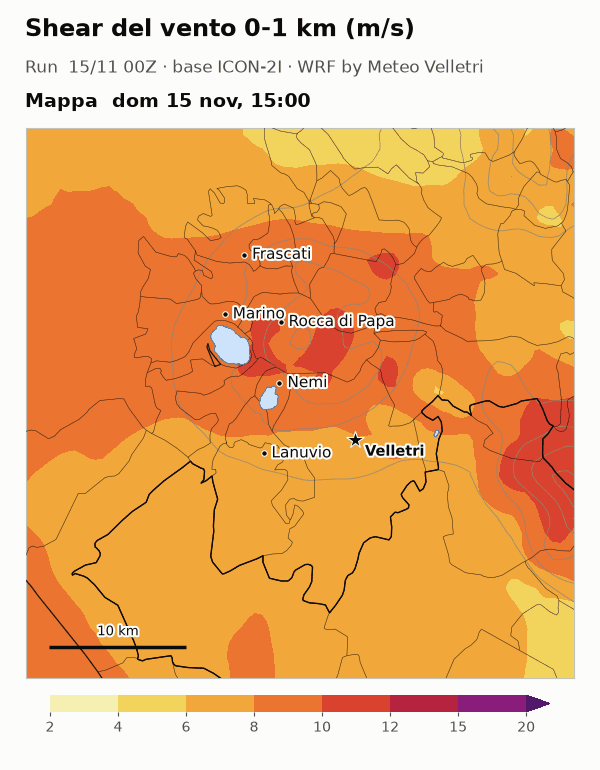 Shear del vento 0-1 km (m/s)
Run  15/11 00Z · base ICON-2I · WRF by Meteo Velletri
Mappa  dom 15 nov, 15:00
Frascati
Marino
Rocca di Papa
Nemi
Velletri
Lanuvio
10 km
2 4 6 8 10 12 15 20